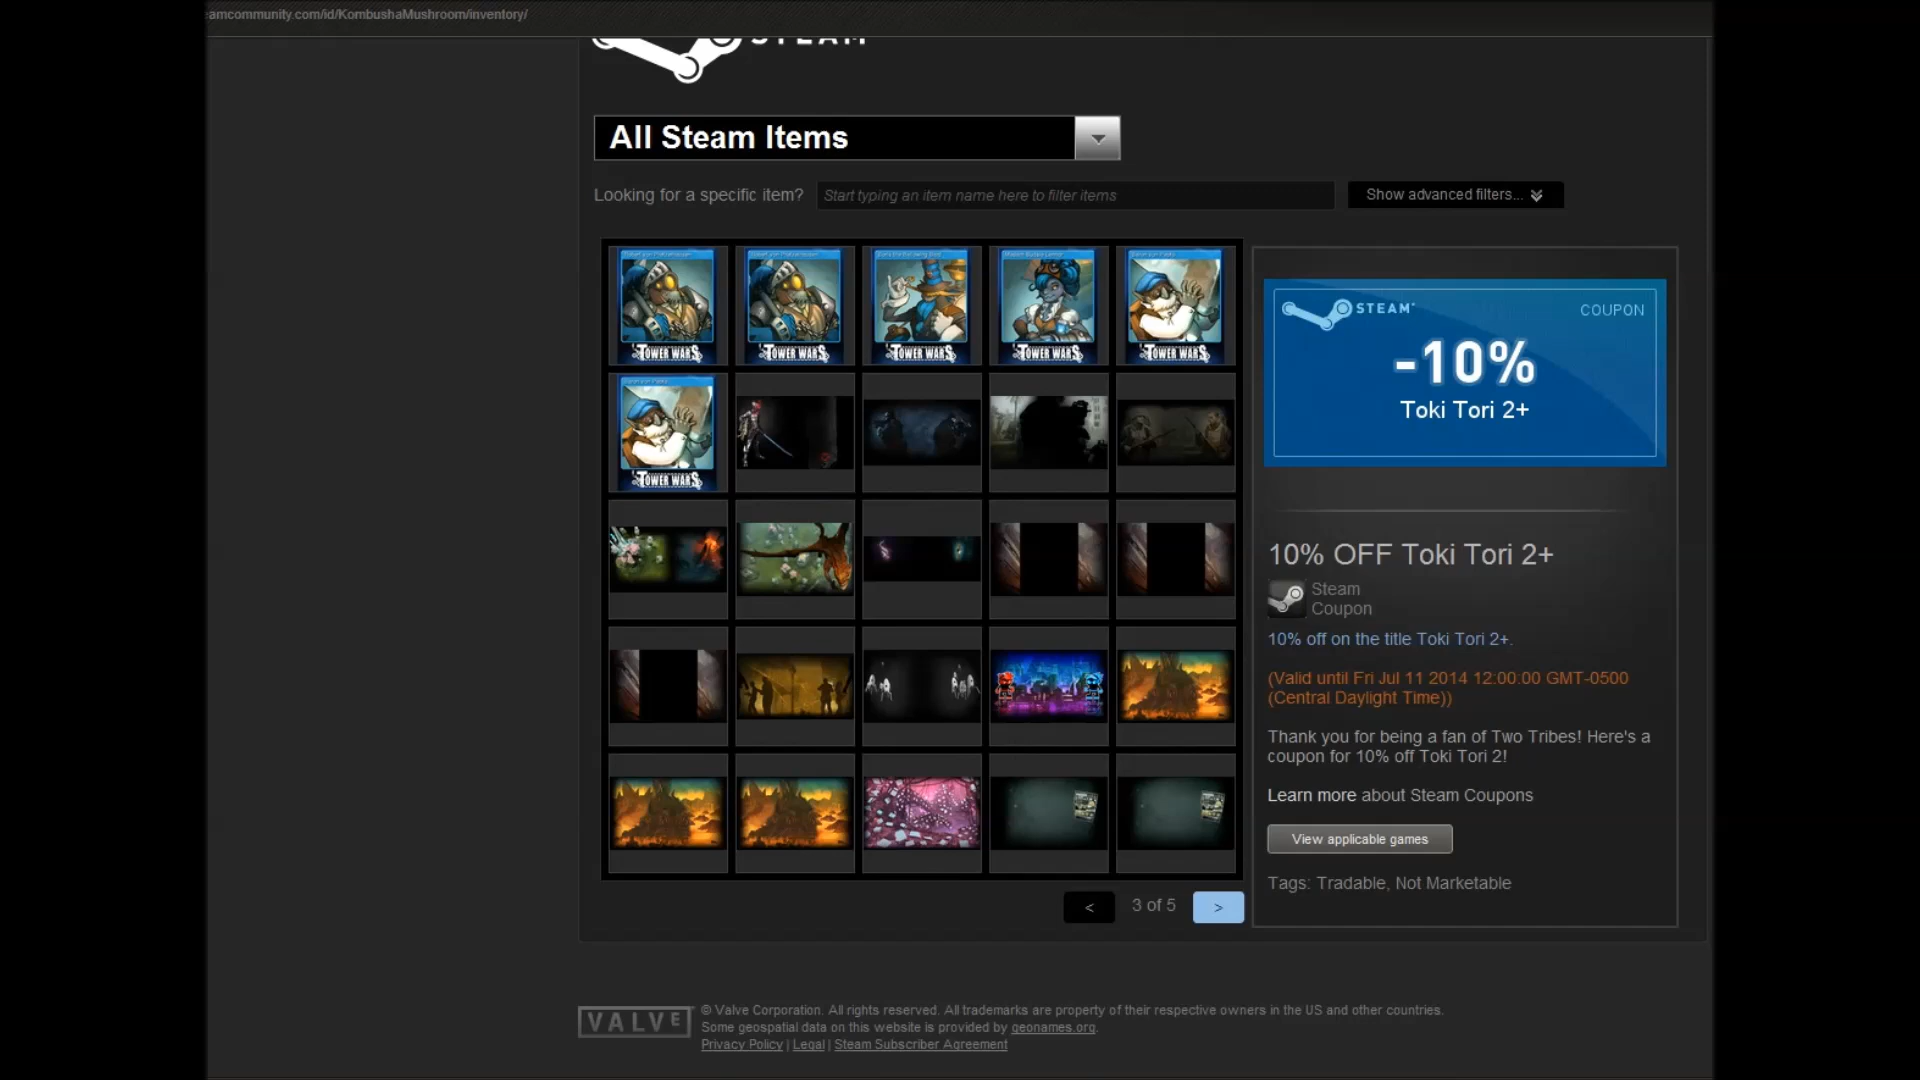 amcommunity.com/id/KombushaMushroom/inventory/
STEAM
All Steam Items
Looking for a specific item?
Start typing an item name here to filter items
Show advanced filters...
TOWER WARS
TOWER WARS
TOWER WARS
TOWER WARS
TOWER WARS
TOWER WARS
STEAM
COUPON
-10%
Toki Tori 2+
10% OFF Toki Tori 2+
Steam
Coupon
10% off on the title Toki Tori 2+.
(Valid until Fri Jul 11 2014 12:00:00 GMT-0500
(Central Daylight Time))
Thank you for being a fan of Two Tribes! Here's a
coupon for 10% off Toki Tori 2!
Learn more about Steam Coupons
View applicable games
Tags: Tradable, Not Marketable
< 3 of 5 >
VALVE
© Valve Corporation. All rights reserved. All trademarks are property of their respective owners in the US and other countries.
Some geospatial data on this website is provided by geonames.org.
Privacy Policy | Legal | Steam Subscriber Agreement